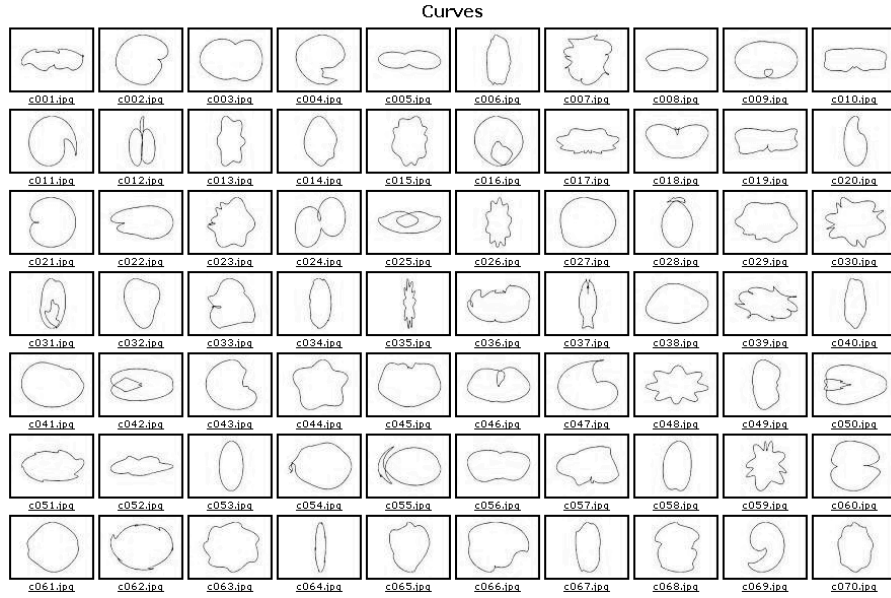 Curves
c001.jpg c002.jpg c003.jpg c004.jpg c005.jpg c006.jpg c007.jpg c008.jpg c009.jpg c010.jpg
c011.jpg c012.jpg c013.jpg c014.jpg c015.jpg c016.jpg c017.jpg c018.jpg c019.jpg c020.jpg
c021.jpg c022.jpg c023.jpg c024.jpg c025.jpg c026.jpg c027.jpg c028.jpg c029.jpg c030.jpg
c031.jpg c032.jpg c033.jpg c034.jpg c035.jpg c036.jpg c037.jpg c038.jpg c039.jpg c040.jpg
c041.jpg c042.jpg c043.jpg c044.jpg c045.jpg c046.jpg c047.jpg c048.jpg c049.jpg c050.jpg
c051.jpg c052.jpg c053.jpg c054.jpg c055.jpg c056.jpg c057.jpg c058.jpg c059.jpg c060.jpg
c061.jpg c062.jpg c063.jpg c064.jpg c065.jpg c066.jpg c067.jpg c068.jpg c069.jpg c070.jpg